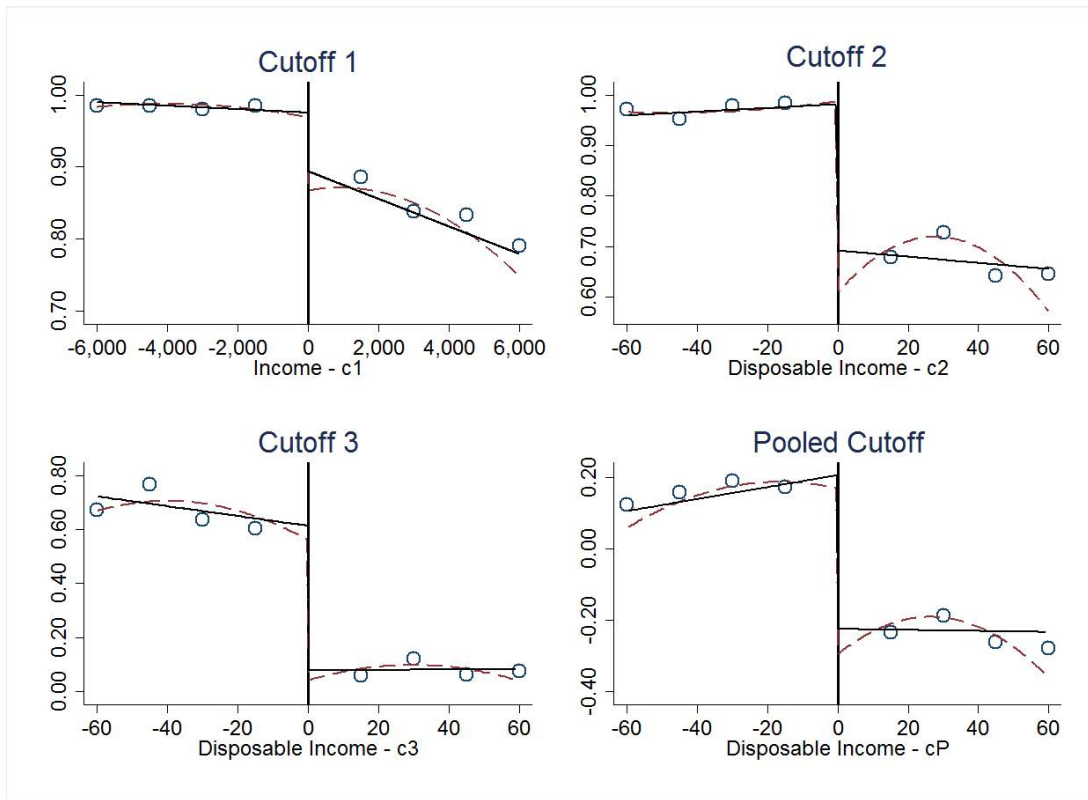 Cutoff 1
1.00
0.90
0.80
0.70
-6,000 -4,000 -2,000 0 2,000 4,000 6,000
Income - c1
Cutoff 2
1.00
0.90
0.80
0.70
0.60
-60 -40 -20 0 20 40 60
Disposable Income - c2
Cutoff 3
0.80
0.60
0.40
0.20
0.00
-60 -40 -20 0 20 40 60
Disposable Income - c3
Pooled Cutoff
0.20
0.00
-0.20
-0.40
-60 -40 -20 0 20 40 60
Disposable Income - cP